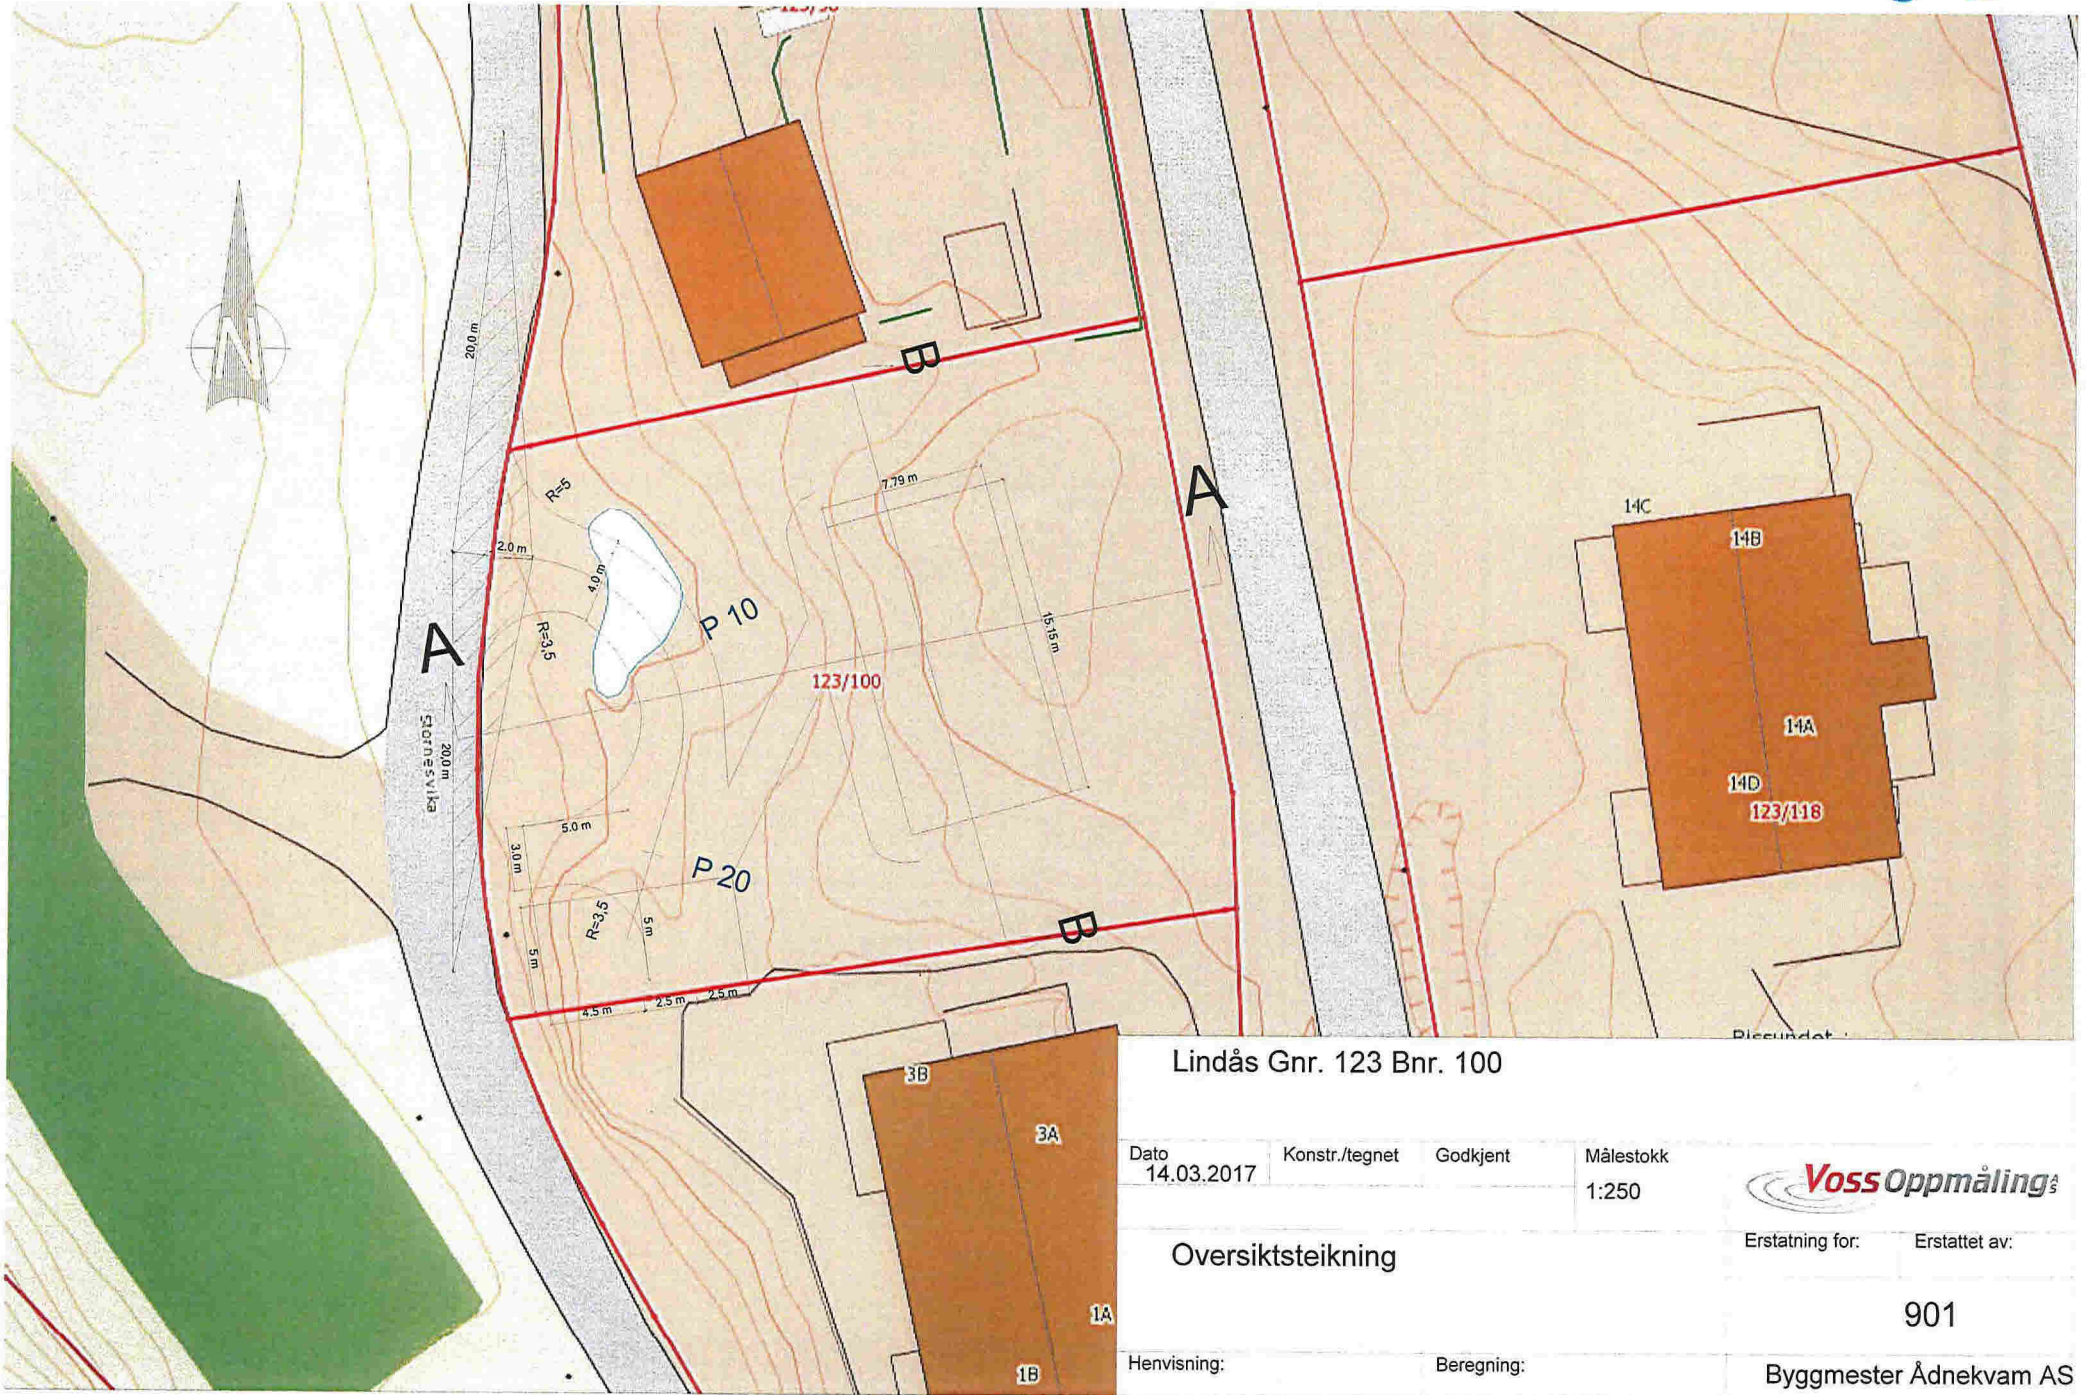 N
20,0 m
B
R=5
7.79 m
A
14C
14B
2.0 m
4.0 m
P 10
R=3,5
15.15 m
A
123/100
stornesvika
20,0 m
14A
14D
123/118
5.0 m
3.0 m
P 20
R=3,5
5 m
5 m
B
4.5 m
2.5 m
2.5 m
3B
3A
1A
1B
Lindås Gnr. 123 Bnr. 100
Dato
14.03.2017
Konstr./tegnet
Godkjent
Målestokk
1:250
Voss Oppmåling AS
Oversiktsteikning
Erstatning for:
Erstattet av:
901
Henvisning:
Beregning:
Byggmester Ådnekvam AS